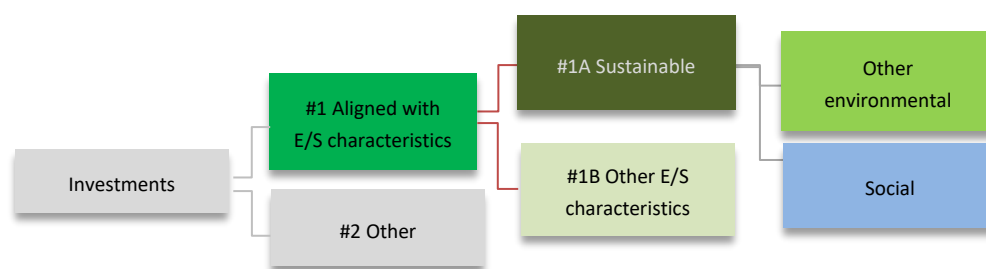 Investments
#1 Aligned with
E/S characteristics
#2 Other
#1A Sustainable
#1B Other E/S
characteristics
Other
environmental
Social